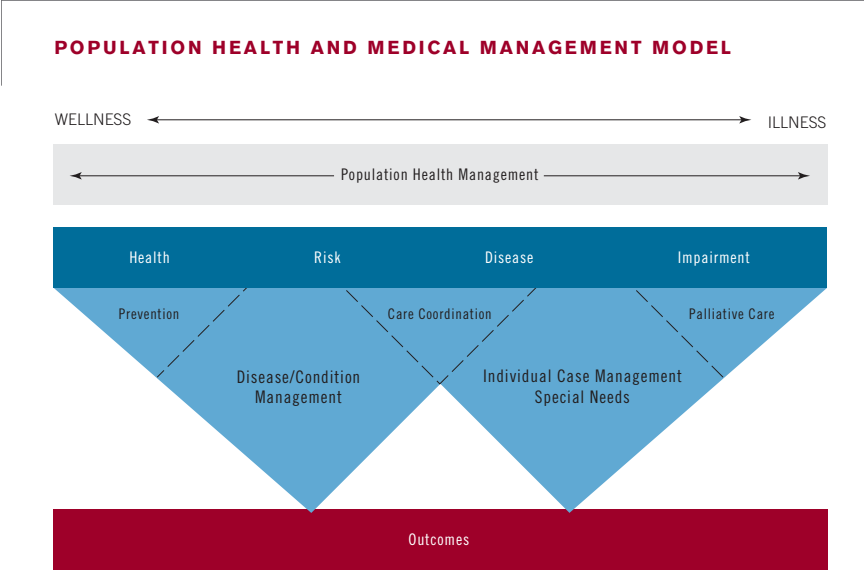 POPULATION HEALTH AND MEDICAL MANAGEMENT MODEL
WELLNESS
ILLNESS
Population Health Management
Health
Risk
Disease
Impairment
Prevention
Care Coordination
Palliative Care
Disease/Condition
Management
Individual Case Management
Special Needs
Outcomes